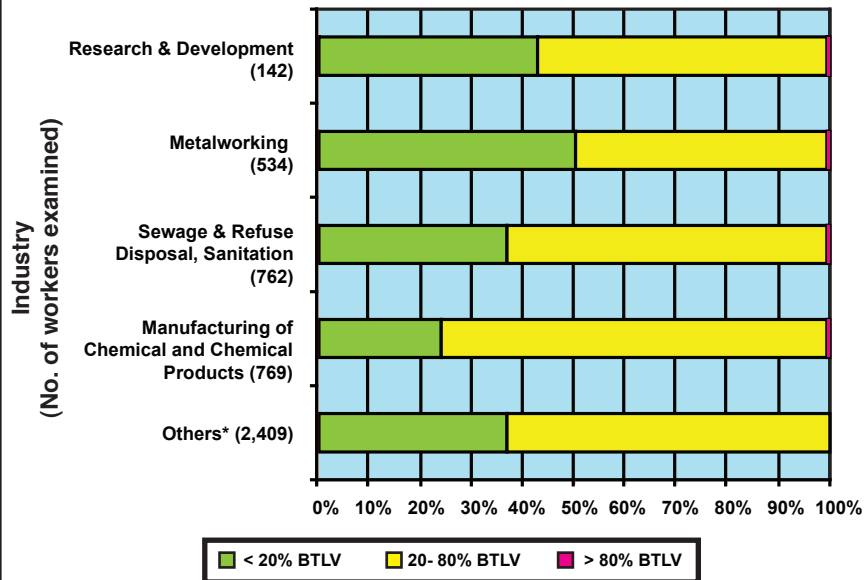 Industry
(No. of workers examined)
Research & Development
(142)
Metalworking
(534)
Sewage & Refuse
Disposal, Sanitation
(762)
Manufacturing of
Chemical and Chemical
Products (769)
Others* (2,409)
0% 10% 20% 30% 40% 50% 60% 70% 80% 90% 100%
< 20% BTLV 20- 80% BTLV > 80% BTLV